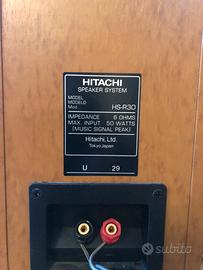 HITACHI
SPEAKER SYSTEM
MODEL
MODELO
Mod.
HS-R30
IMPEDANCE 6 OHMS
MAX. INPUT 50 WATTS
[MUSIC SIGNAL PEAK]
Hitachi, Ltd.
Tokyo Japan
U 29
subito